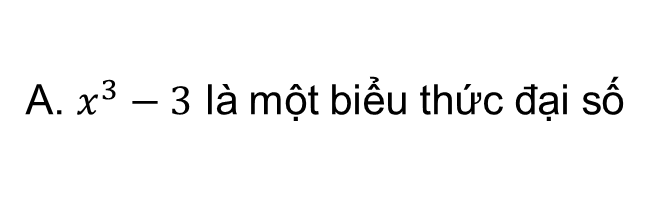 A. x³ − 3 là một biểu thức đại số